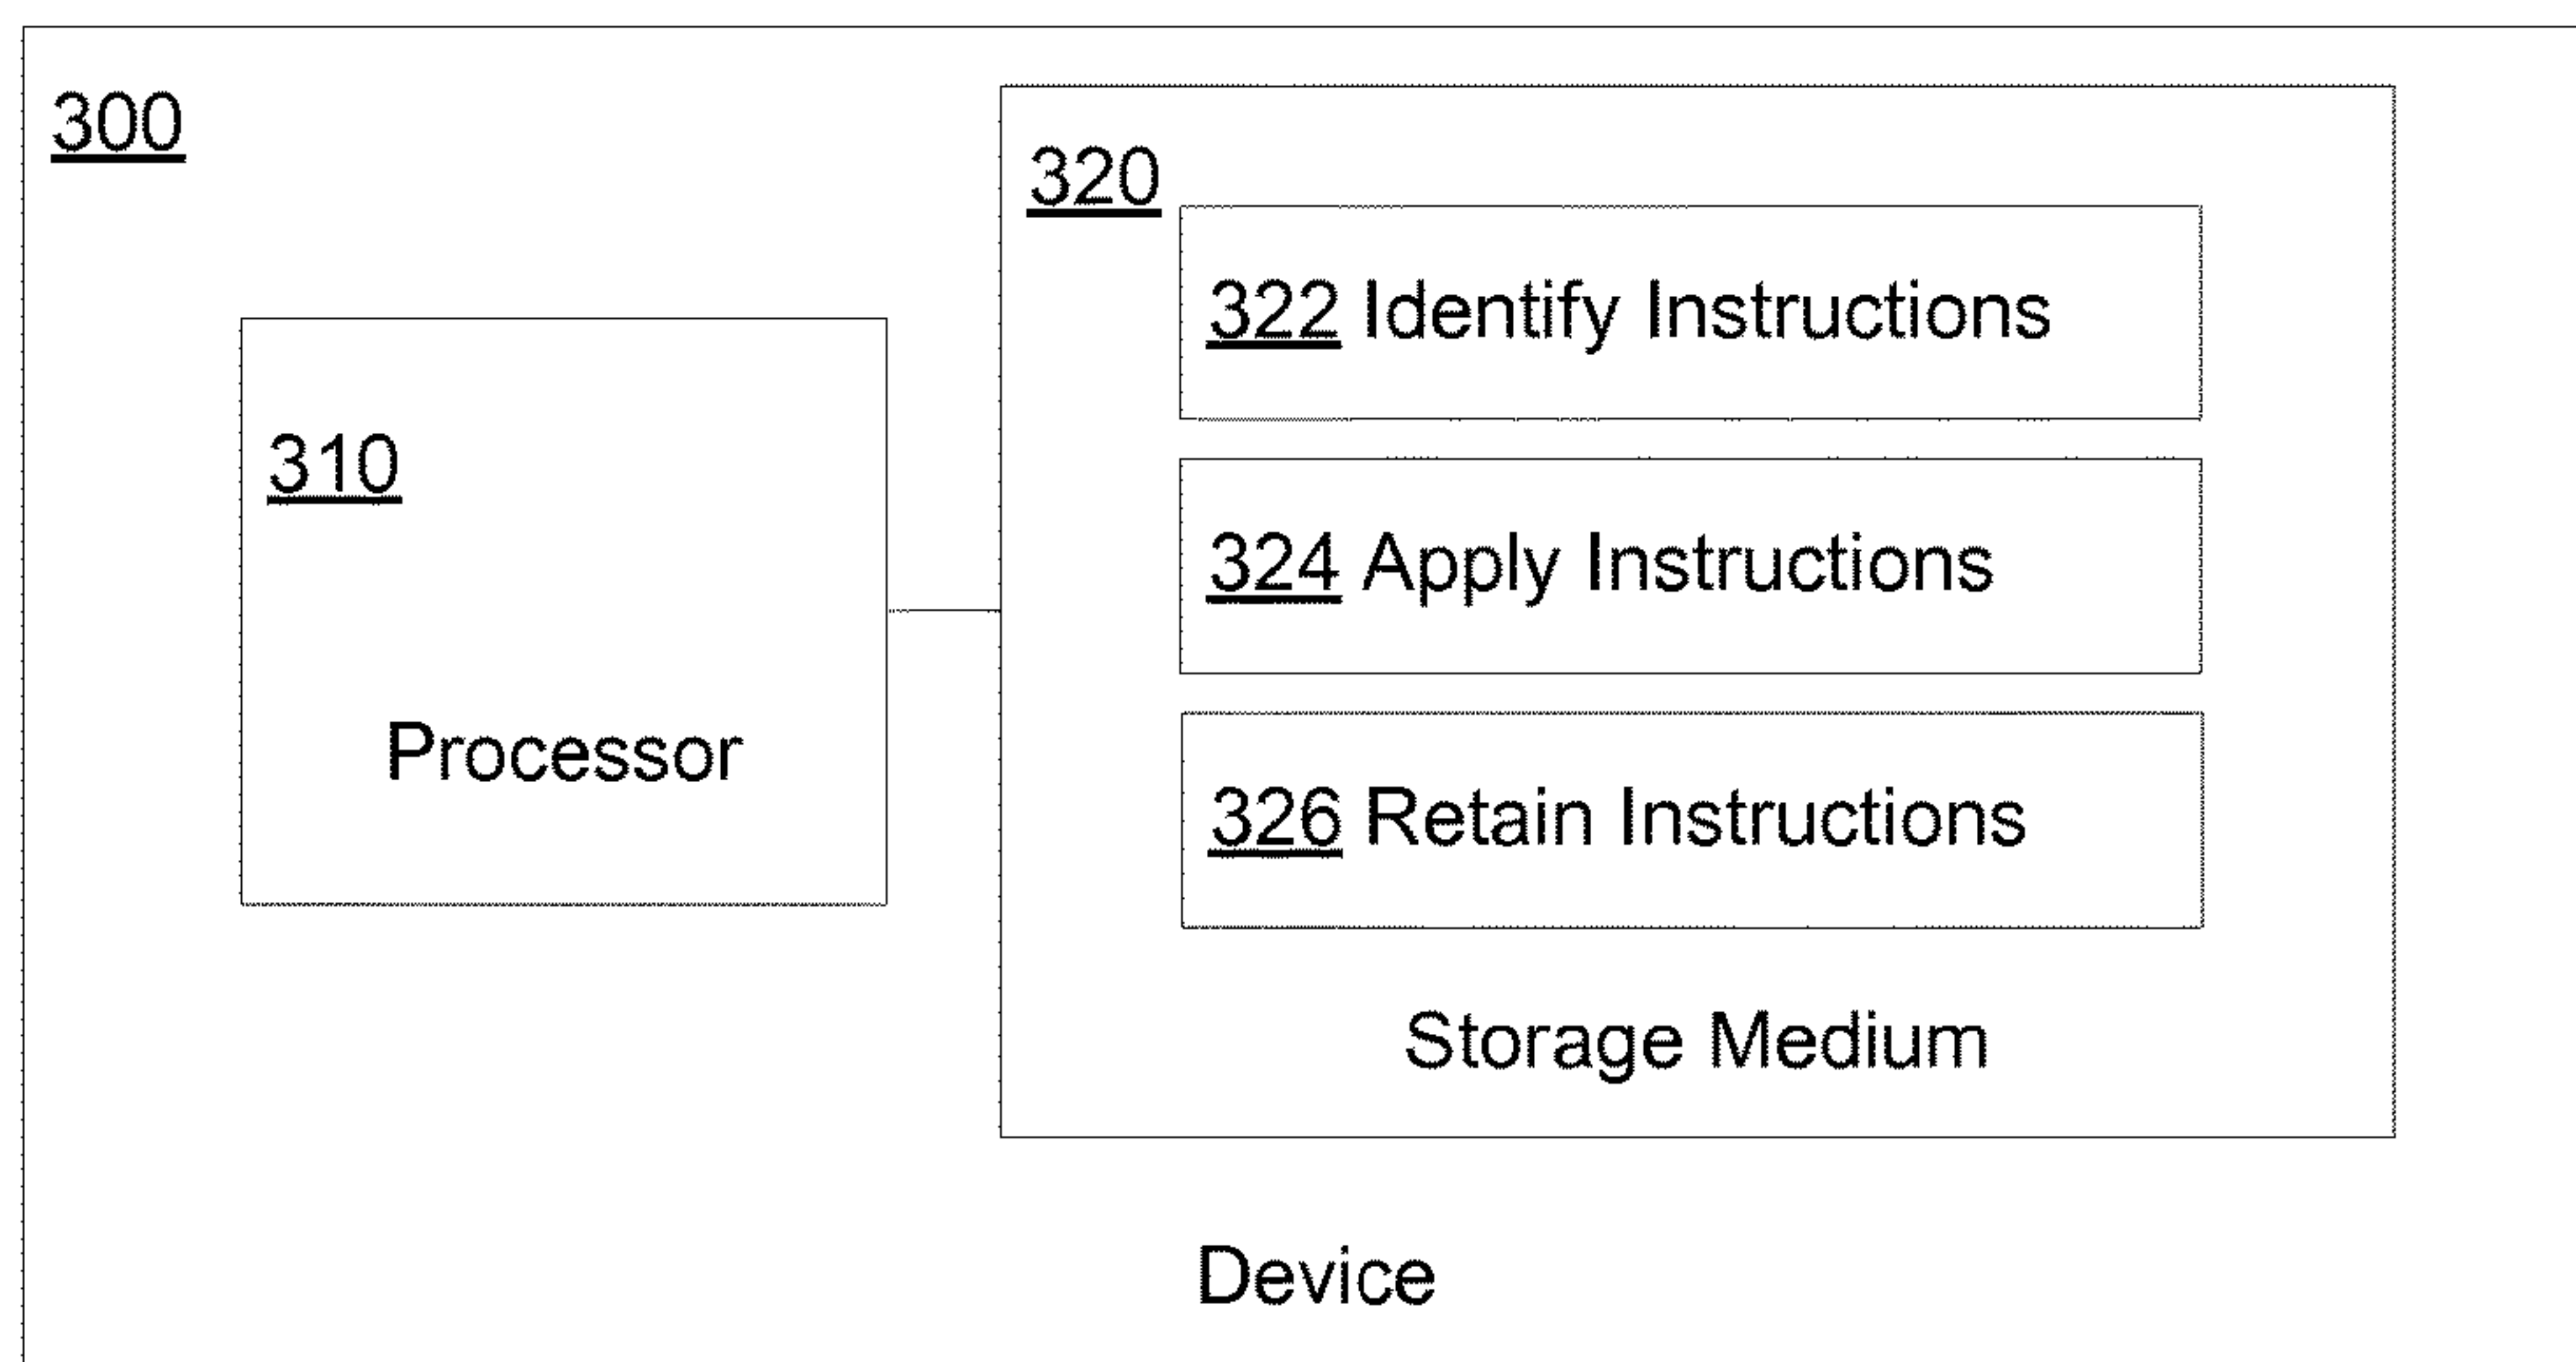 300
320
322 Identify Instructions
310
324 Apply Instructions
Processor
326 Retain Instructions
Storage Medium
Device